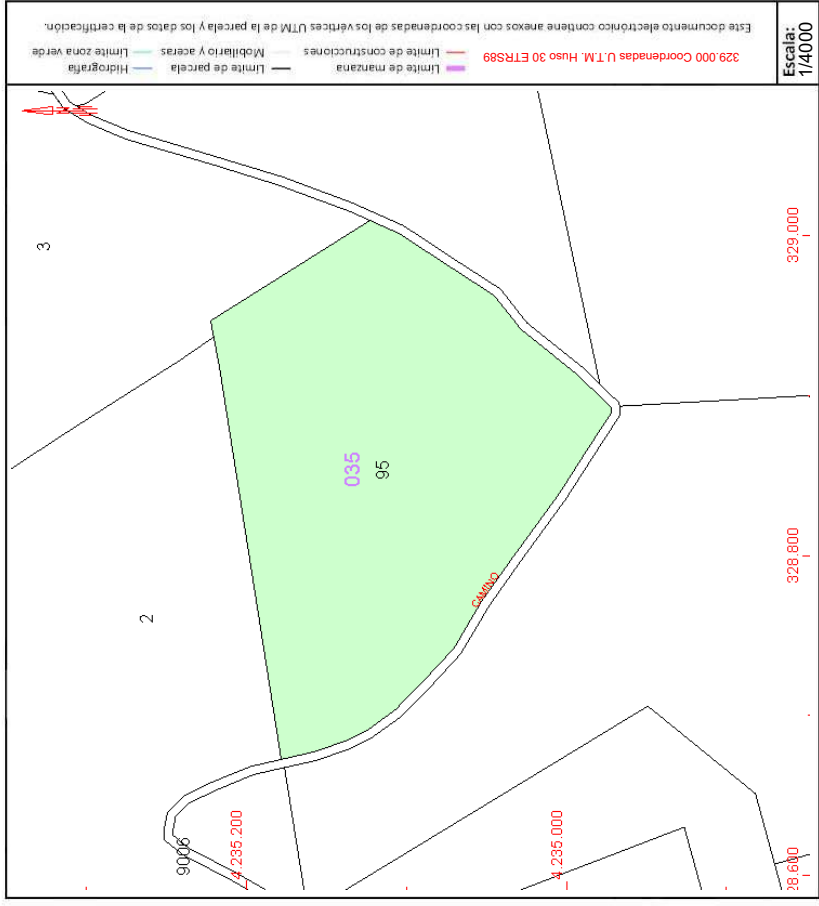 Este documento electrónico contiene anexos con las coordenadas de los vértices UTM de la parcela y los datos de la certificación.
329.000 Coordenadas U.T.M. Huso 30 ETRS89
Límite de manzana
Límite de construcciones
Límite de parcela
Mobiliario y aceras
Hidrografía
Límite zona verde
Escala:
1/4000
3
2
035
95
CAMINO
9006
4.235.200
4.235.000
329.000
328.800
28.600